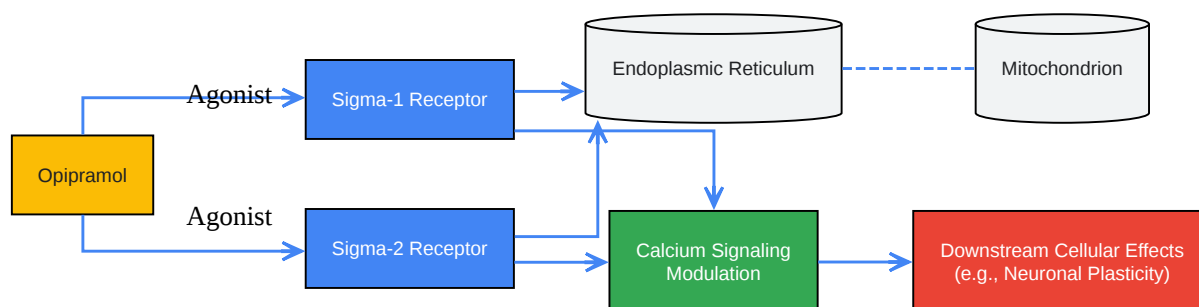 Endoplasmic Reticulum
Mitochondrion
Agonist
Sigma-1 Receptor
Opipramol
Agonist
Sigma-2 Receptor
Calcium Signaling
Modulation
Downstream Cellular Effects
(e.g., Neuronal Plasticity)